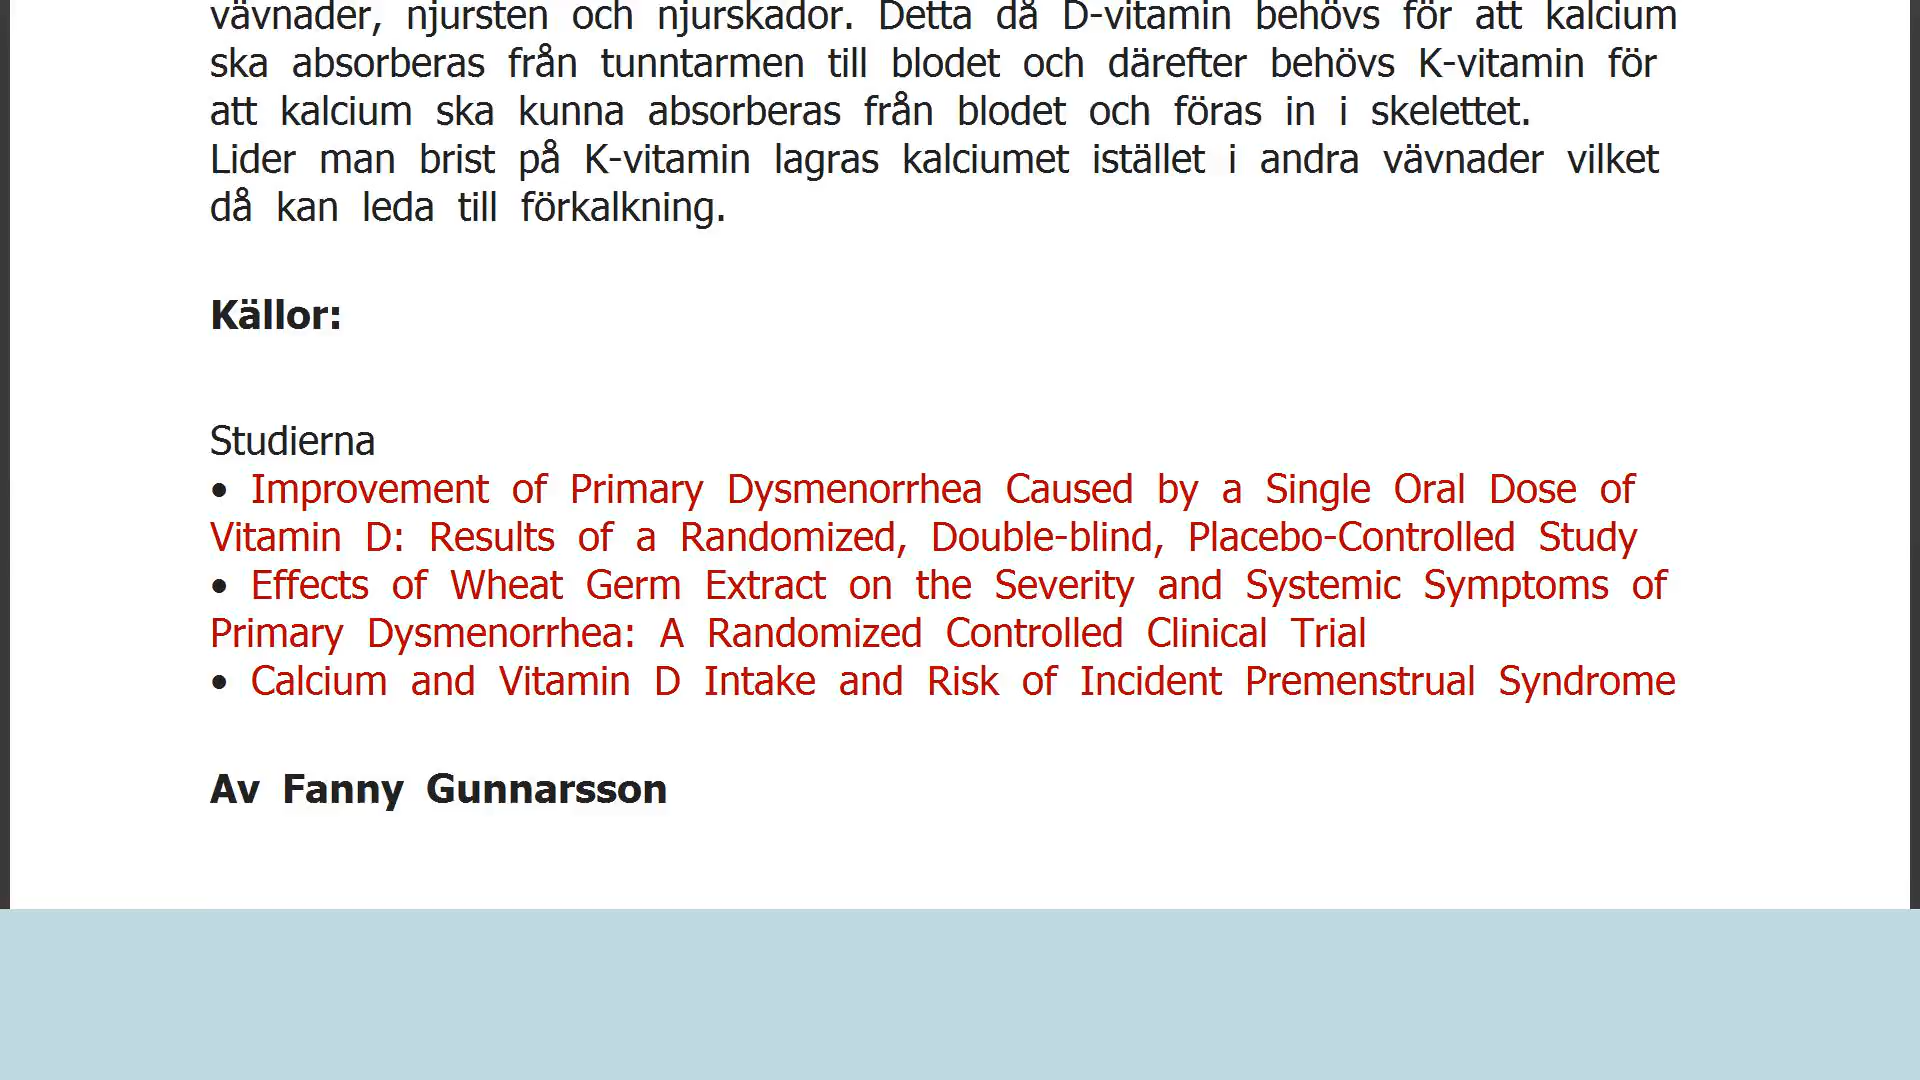 vävnader, njursten och njurskador. Detta då D-vitamin behövs för att kalcium
ska absorberas från tunntarmen till blodet och därefter behövs K-vitamin för
att kalcium ska kunna absorberas från blodet och föras in i skelettet.
Lider man brist på K-vitamin lagras kalciumet istället i andra vävnader vilket
då kan leda till förkalkning.
Källor:
Studierna
• Improvement of Primary Dysmenorrhea Caused by a Single Oral Dose of
Vitamin D: Results of a Randomized, Double-blind, Placebo-Controlled Study
• Effects of Wheat Germ Extract on the Severity and Systemic Symptoms of
Primary Dysmenorrhea: A Randomized Controlled Clinical Trial
• Calcium and Vitamin D Intake and Risk of Incident Premenstrual Syndrome
Av Fanny Gunnarsson